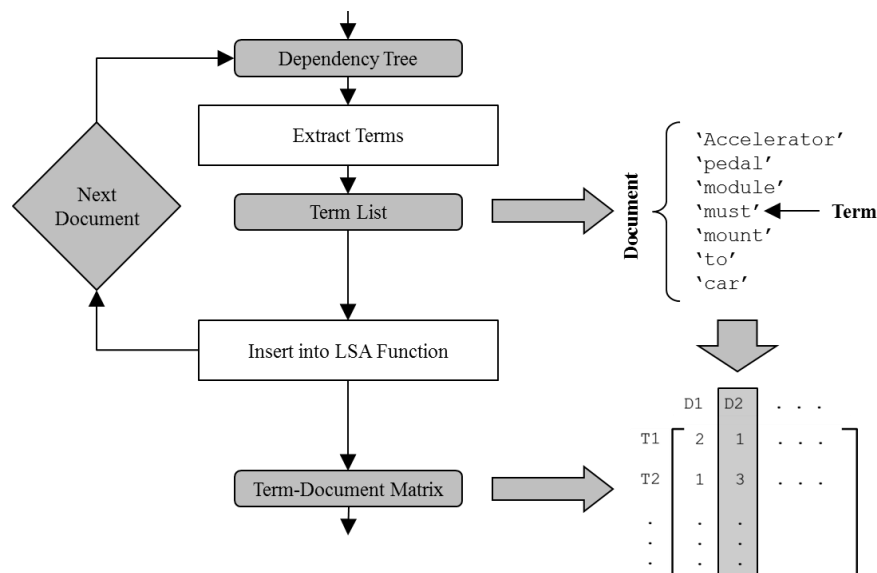 Dependency Tree
Extract Terms
Next
Document
Term List
Insert into LSA Function
Term-Document Matrix
Document
‘Accelerator’
‘pedal’
‘module’
‘must’
Term
‘mount’
‘to’
‘car’
D1 D2 . . .
T1 2 1 . . .
T2 1 3 . . .
. . .
. . .
. . .